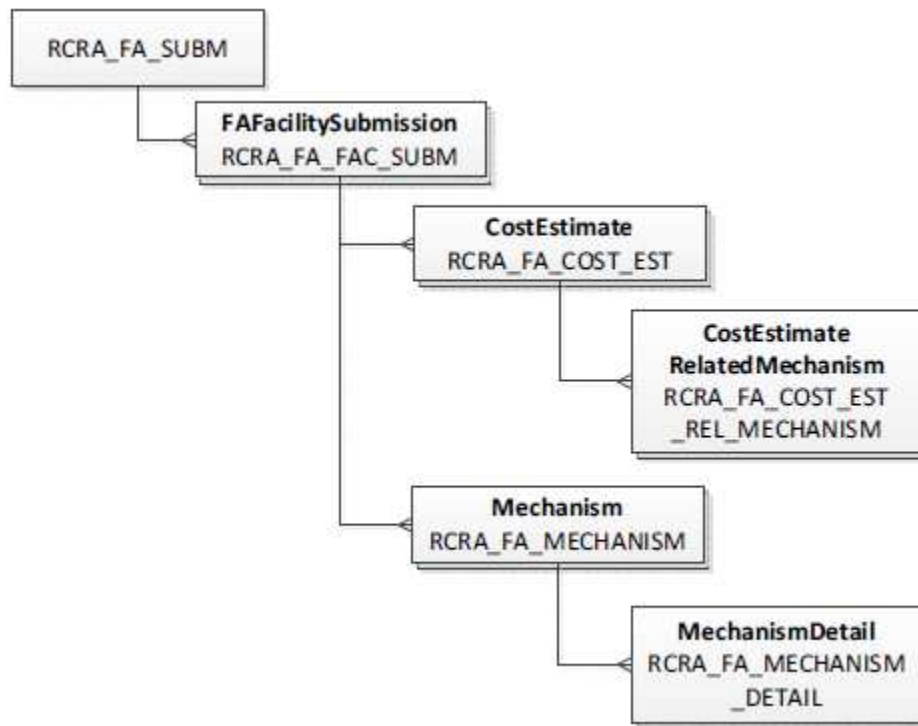 RCRA_FA_SUBM
FAFacilitySubmission
RCRA_FA_FAC_SUBM
CostEstimate
RCRA_FA_COST_EST
CostEstimate
RelatedMechanism
RCRA_FA_COST_EST
_REL_MECHANISM
Mechanism
RCRA_FA_MECHANISM
MechanismDetail
RCRA_FA_MECHANISM
_DETAIL